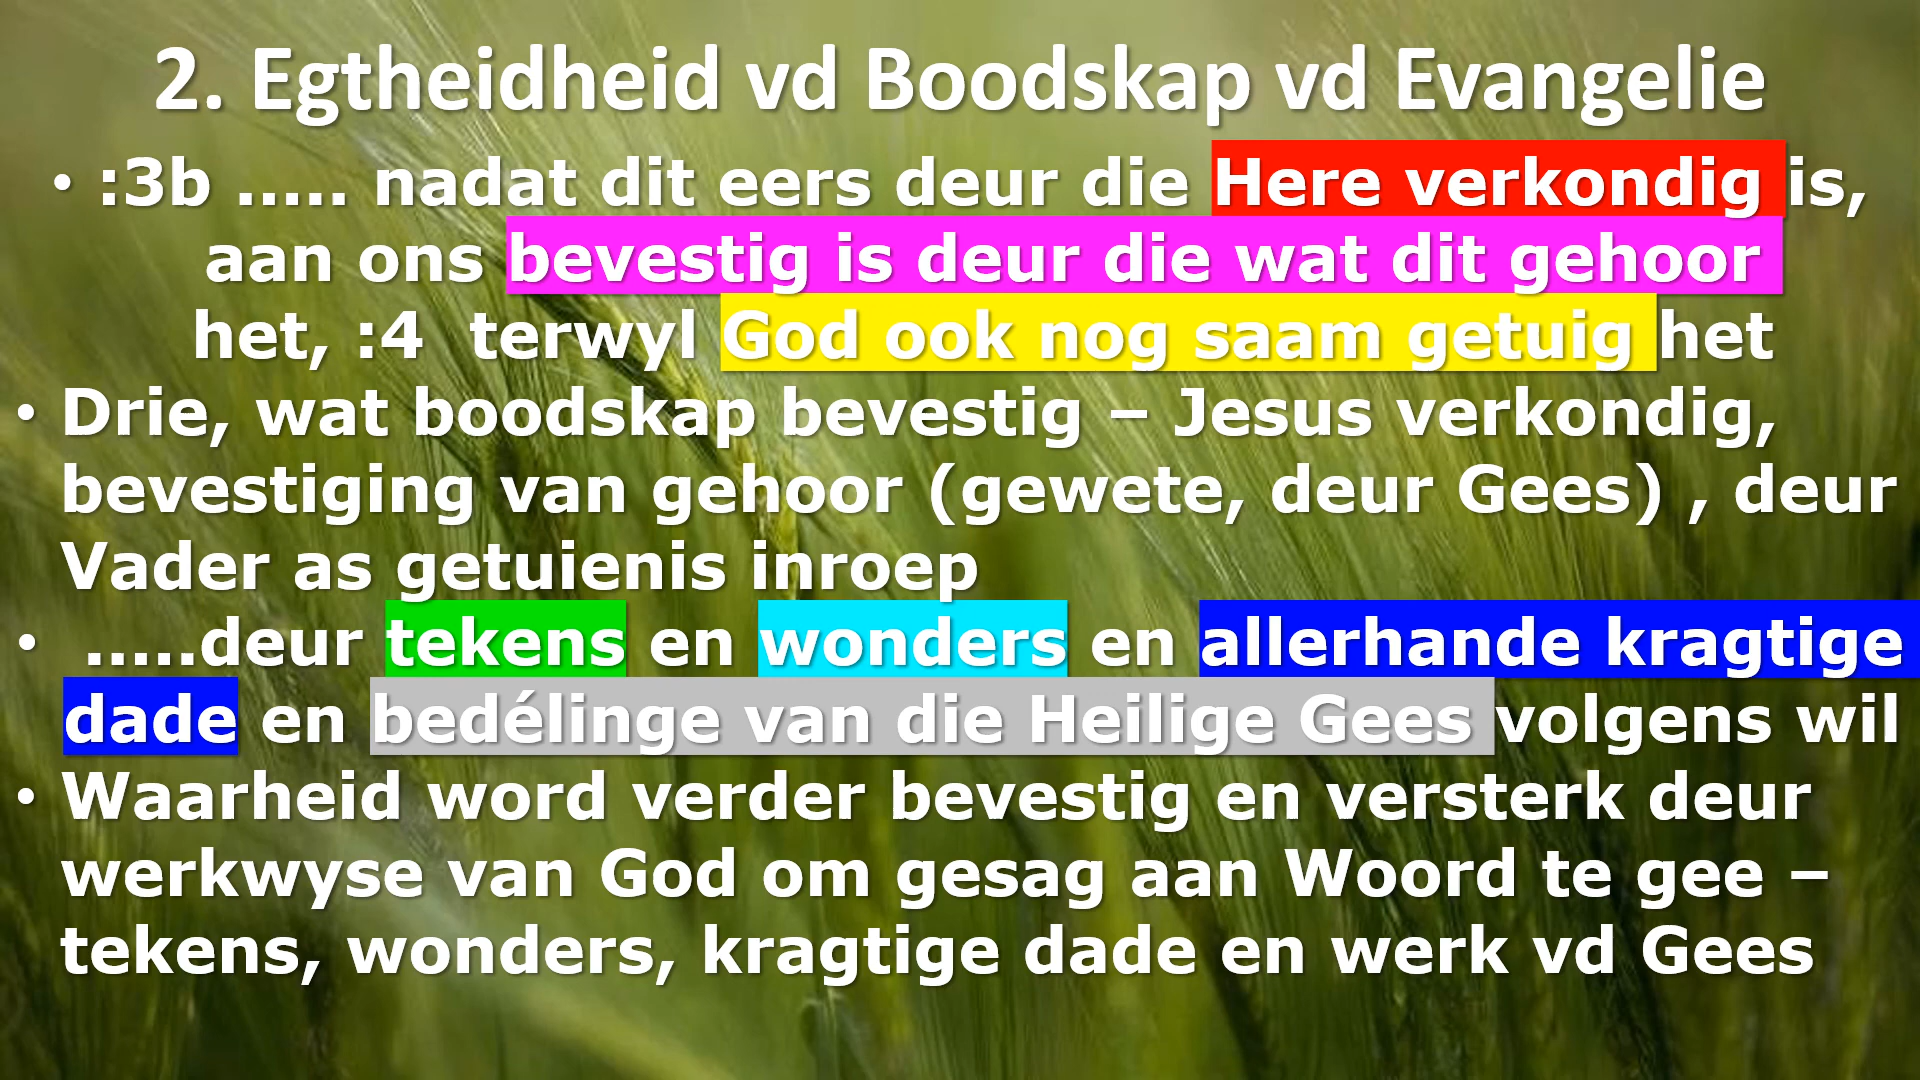 2. Egtheidheid vd Boodskap vd Evangelie
• :3b ..... nadat dit eers deur die Here verkondig is,
aan ons bevestig is deur die wat dit gehoor
het, :4 terwyl God ook nog saam getuig het
• Drie, wat boodskap bevestig – Jesus verkondig,
bevestiging van gehoor (gewete, deur Gees) , deur
Vader as getuienis inroep
• .....deur tekens en wonders en allerhande kragtige
dade en bedélinge van die Heilige Gees volgens wil
• Waarheid word verder bevestig en versterk deur
werkwyse van God om gesag aan Woord te gee –
tekens, wonders, kragtige dade en werk vd Gees